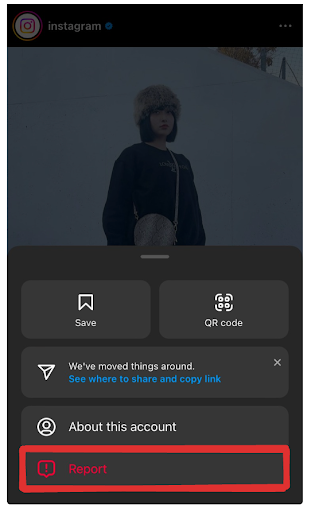 instagram
Save
QR code
We've moved things around.
See where to share and copy link
About this account
Report